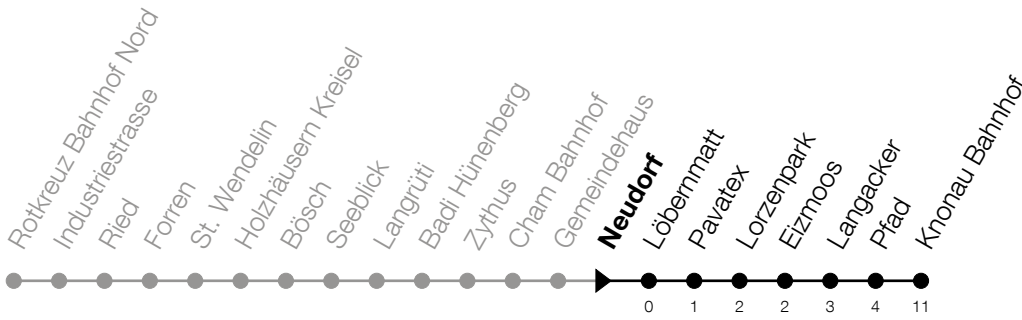 Rotkreuz Bahnhof Nord
Industriestrasse
Ried
Forren
St. Wendelin
Holzhäusern Kreisel
Bösch
Seeblick
Langrüti
Badi Hünenberg
Zythus
Cham Bahnhof
Gemeindehaus
Neudorf
Löbernmatt
Pavatex
Lorzenpark
Eizmoos
Langacker
Pfad
Knonau Bahnhof
0 1 2 2 3 4 11